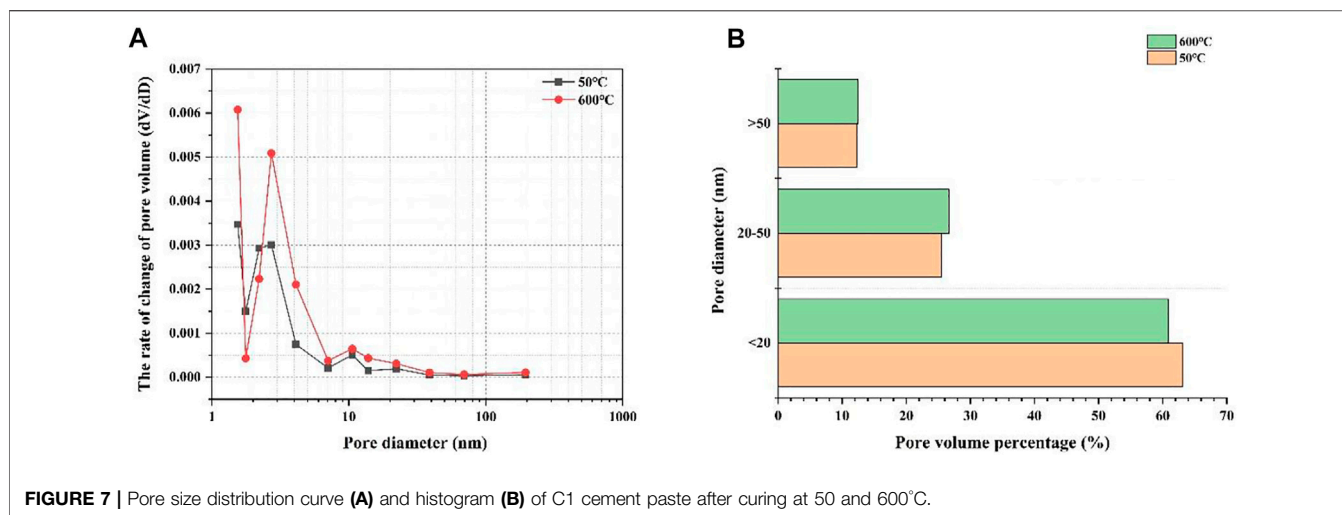 A
The rate of change of pore volume (dV/dD)
0.007
0.006
0.005
0.003
0.003
0.002
0.001
0.000
50°C
600°C
1
10
100
1000
Pore diameter (nm)
B
600°C
50°C
Pore diameter (nm)
>50
20-50
<20
0
10
20
30
40
50
60
70
Pore volume percentage (%)
FIGURE 7 | Pore size distribution curve (A) and histogram (B) of C1 cement paste after curing at 50 and 600°C.